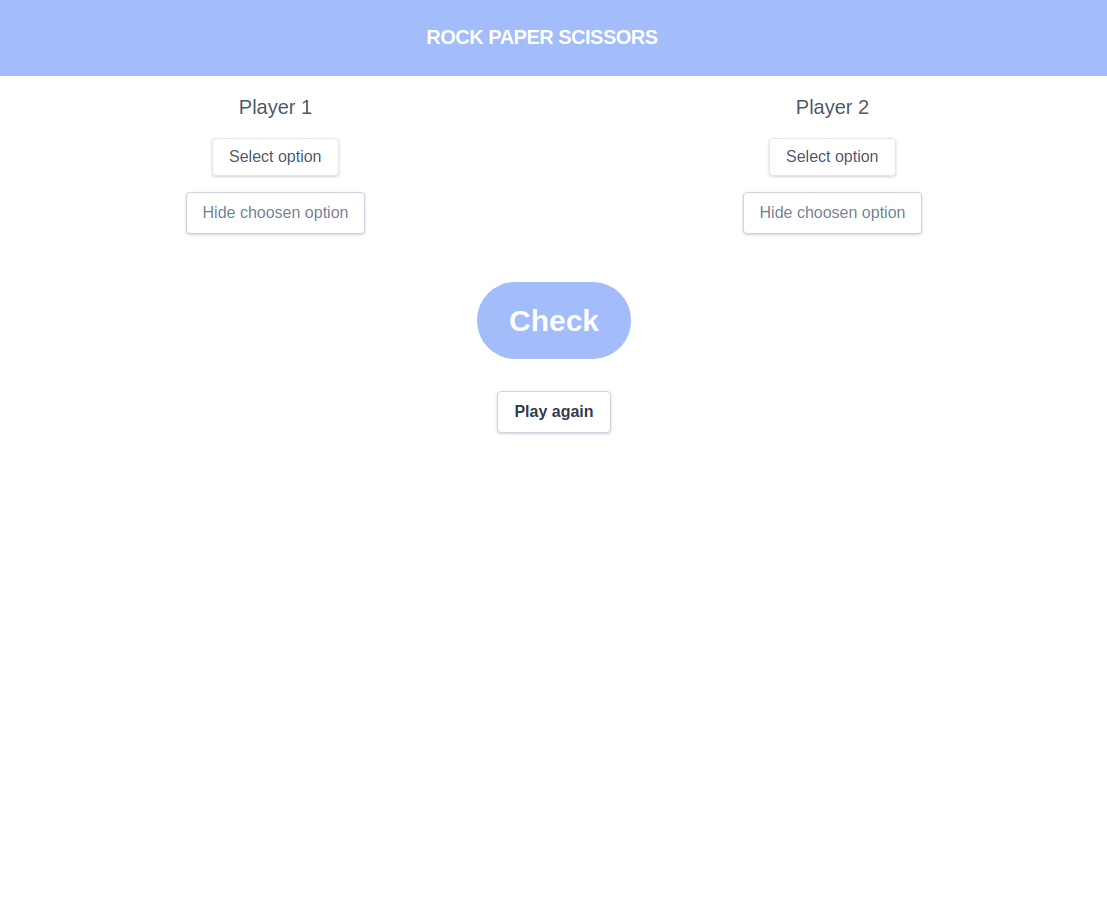 ROCK PAPER SCISSORS
Player 1
Select option
Hide choosen option
Player 2
Select option
Hide choosen option
Check
Play again